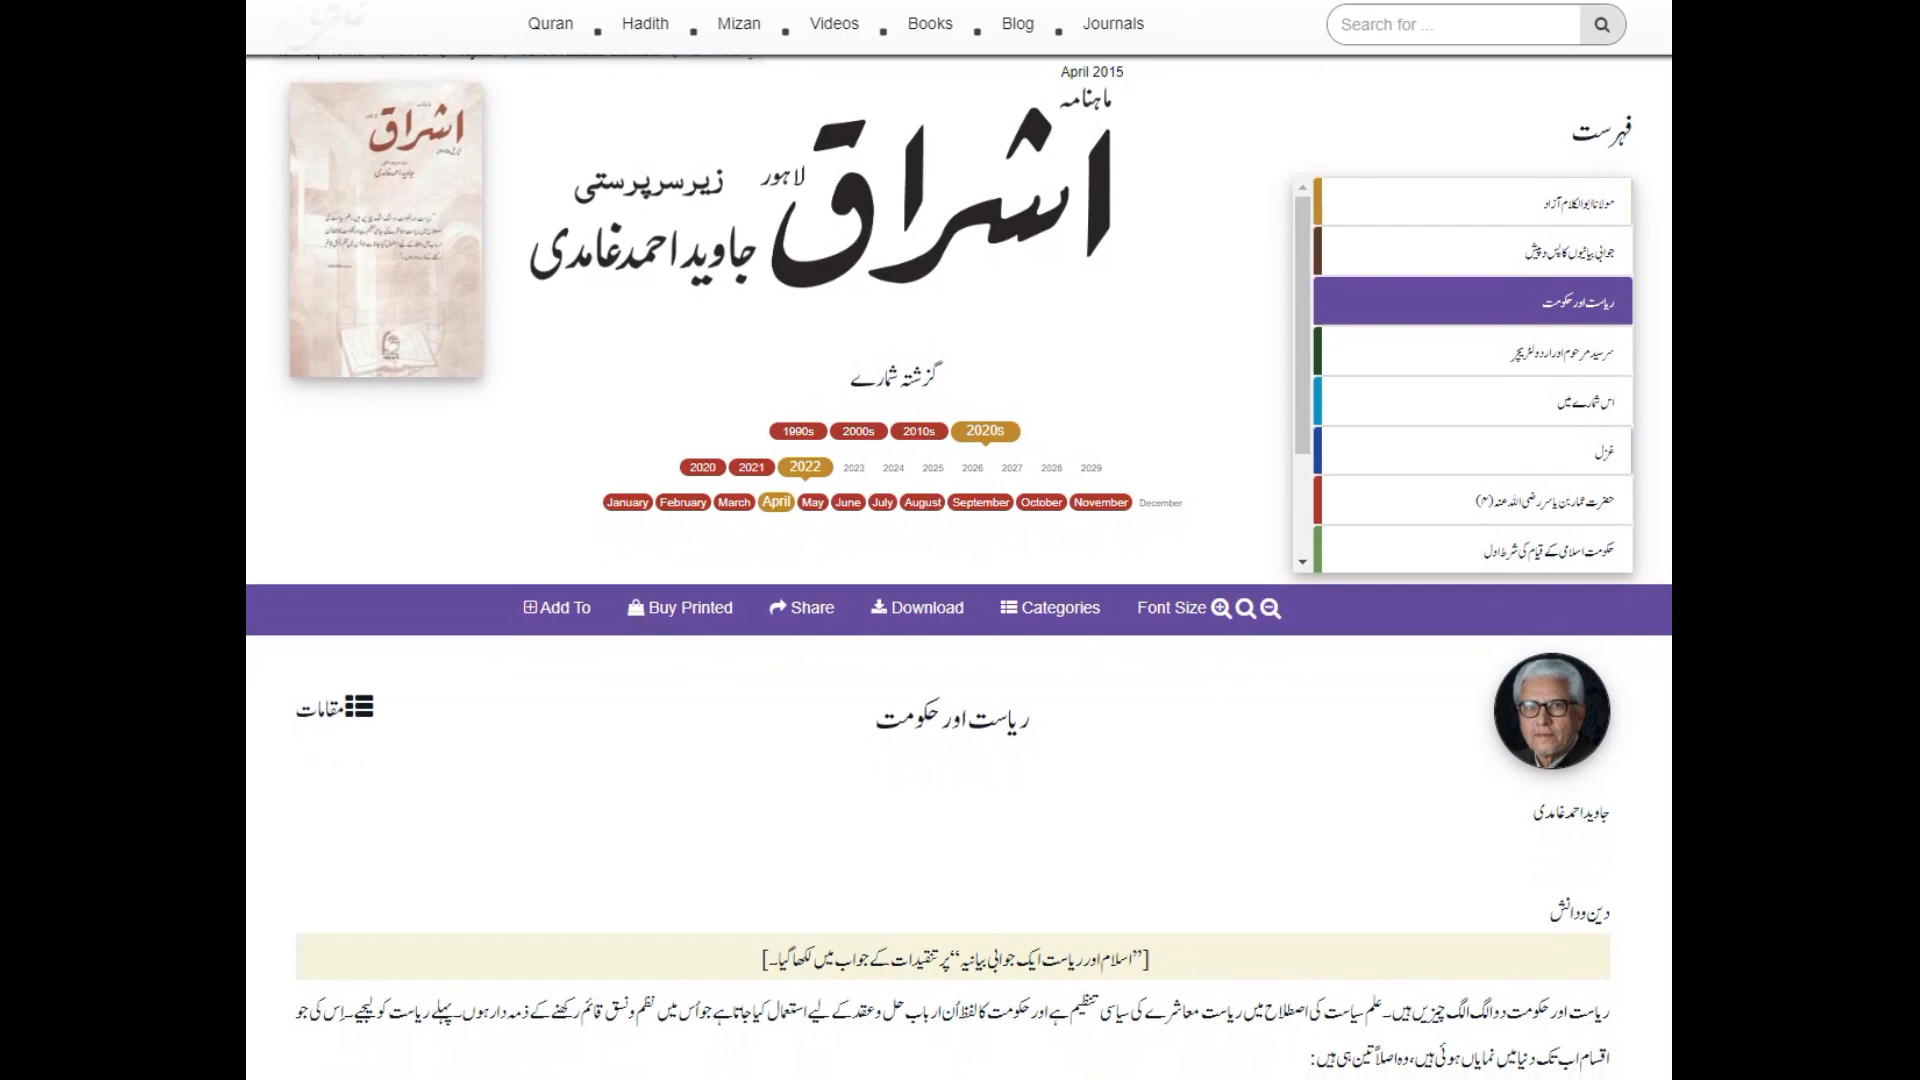 Quran
Hadith
Mizan
Videos
Books
Blog
Journals
Search for ...
April 2015
ماہنامہ
اشراق
لاہور
زیر سرپرستی
جاوید احمد غامدی
اشراق
جاوید احمد غامدی
فہرست
مولانا ابوالکلام آزاد
جوابی بیانیوں کا پس و پیش
ریاست اور حکومت
سر سید مرحوم اور اردو لٹریچر
اس شمارے میں
غزل
حضرت عمار بن یاسر رضی اللہ عنہ (۴)
حکومت اسلامی کے قیام کی شرط اول
گزشتہ شمارے
1990s 2000s 2010s 2020s
2020 2021 2022 2023 2024 2025 2026 2027 2028 2029
January February March April May June July August September October November December
Add To
Buy Printed
Share
Download
Categories
Font Size
مقامات
ریاست اور حکومت
جاوید احمد غامدی
دین و دانش
[”اسلام اور ریاست ایک جوابی بیانیہ“ پر تنقیدات کے جواب میں لکھا گیا۔]
ریاست اور حکومت دو الگ الگ چیزیں ہیں۔ علم سیاست کی اصطلاح میں ریاست معاشرے کی سیاسی تنظیم ہے اور حکومت کا لفظ اُن ارباب حل و عقد کے لیے استعمال کیا جاتا ہے جو اُس میں نظم و نسق قائم رکھنے کے ذمہ دار ہوں۔ پہلے ریاست کو لیجیے۔ اِس کی جو
اقسام اب تک دنیا میں نمایاں ہوئی ہیں، وہ اصلاً تین ہی ہیں: